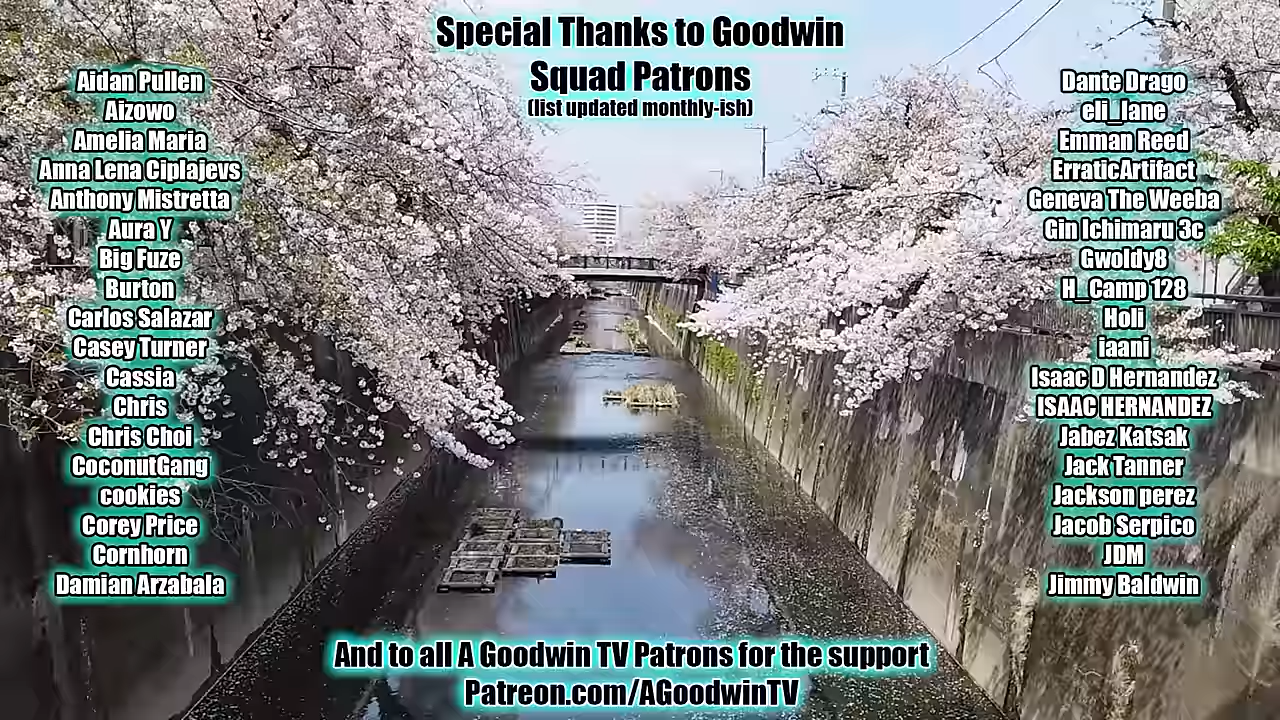 Special Thanks to Goodwin
Squad Patrons
(list updated monthly-ish)
Aidan Pullen
Aizowo
Amelia Maria
Anna Lena Ciplajevs
Anthony Mistretta
Aura Y
Big Fuze
Burton
Carlos Salazar
Casey Turner
Cassia
Chris
Chris Choi
CoconutGang
cookies
Corey Price
Cornhorn
Damian Arzabala
Dante Drago
eli_lane
Emman Reed
ErraticArtifact
Geneva The Weeba
Gin Ichimaru 3c
Gwoldy8
H_Camp 128
Holi
iaani
Isaac D Hernandez
ISAAC HERNANDEZ
Jabez Katsak
Jack Tanner
Jackson perez
Jacob Serpico
JDM
Jimmy Baldwin
And to all A Goodwin TV Patrons for the support
Patreon.com/AGoodwinTV